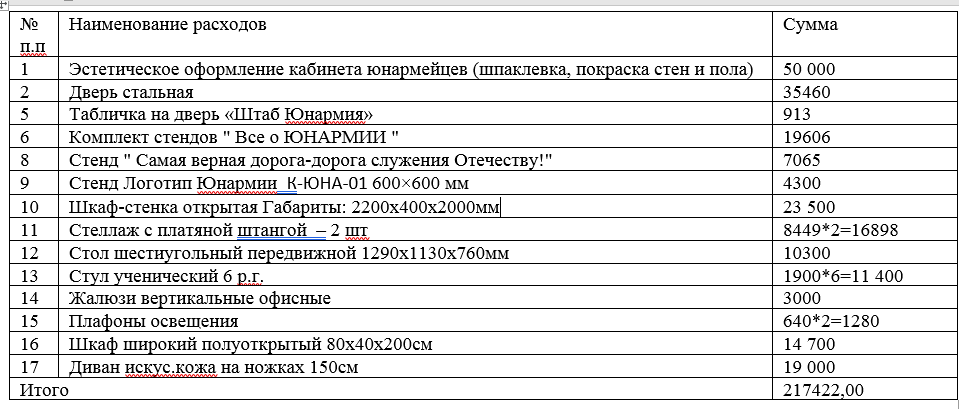 № Наименование расходов Сумма
п.п
1 Эстетическое оформление кабинета юнармейцев (шпаклевка, покраска стен и пола) 50 000
2 Дверь стальная 35460
5 Табличка на дверь «Штаб Юнармия» 913
6 Комплект стендов " Все о ЮНАРМИИ " 19606
8 Стенд " Самая верная дорога-дорога служения Отечеству!" 7065
9 Стенд Логотип Юнармии К-ЮНА-01 600×600 мм 4300
10 Шкаф-стенка открытая Габариты: 2200х400х2000мм 23 500
11 Стеллаж с платяной штангой – 2 шт 8449*2=16898
12 Стол шестиугольный передвижной 1290х1130х760мм 10300
13 Стул ученический 6 р.г. 1900*6=11 400
14 Жалюзи вертикальные офисные 3000
15 Плафоны освещения 640*2=1280
16 Шкаф широкий полуоткрытый 80х40х200см 14 700
17 Диван искус.кожа на ножках 150см 19 000
Итого 217422,00